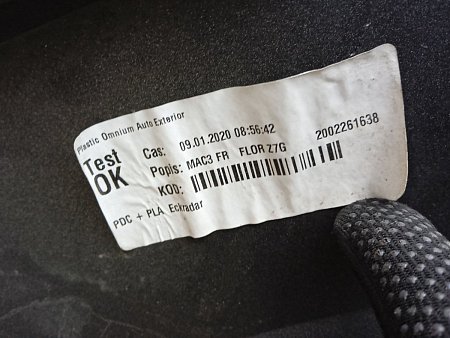 Plastic Omnium Auto Exterior
Test
OK
Cas: 09.01.2020 08:56:42
Popis: MAC3 FR FLOR Z7G 2002261638
KOD:
PDC + PLA Eckradar